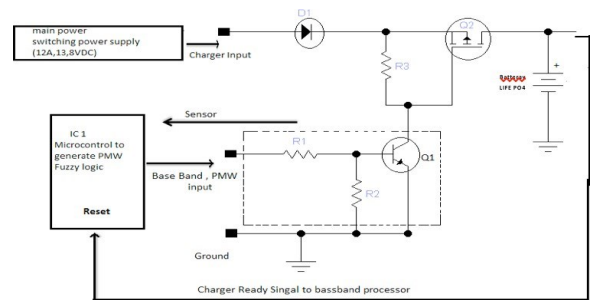 main power
switching power supply
(12A,13,8VDC)
Charger Input
D1
Q2
R3
Battaray
LIFE PO4
+
Sensor
IC 1
Microcontrol to
generate PMW
Fuzzy logic
Reset
Base Band , PMW
input
R1
R2
Q1
Ground
Charger Ready Singal to bassband processor